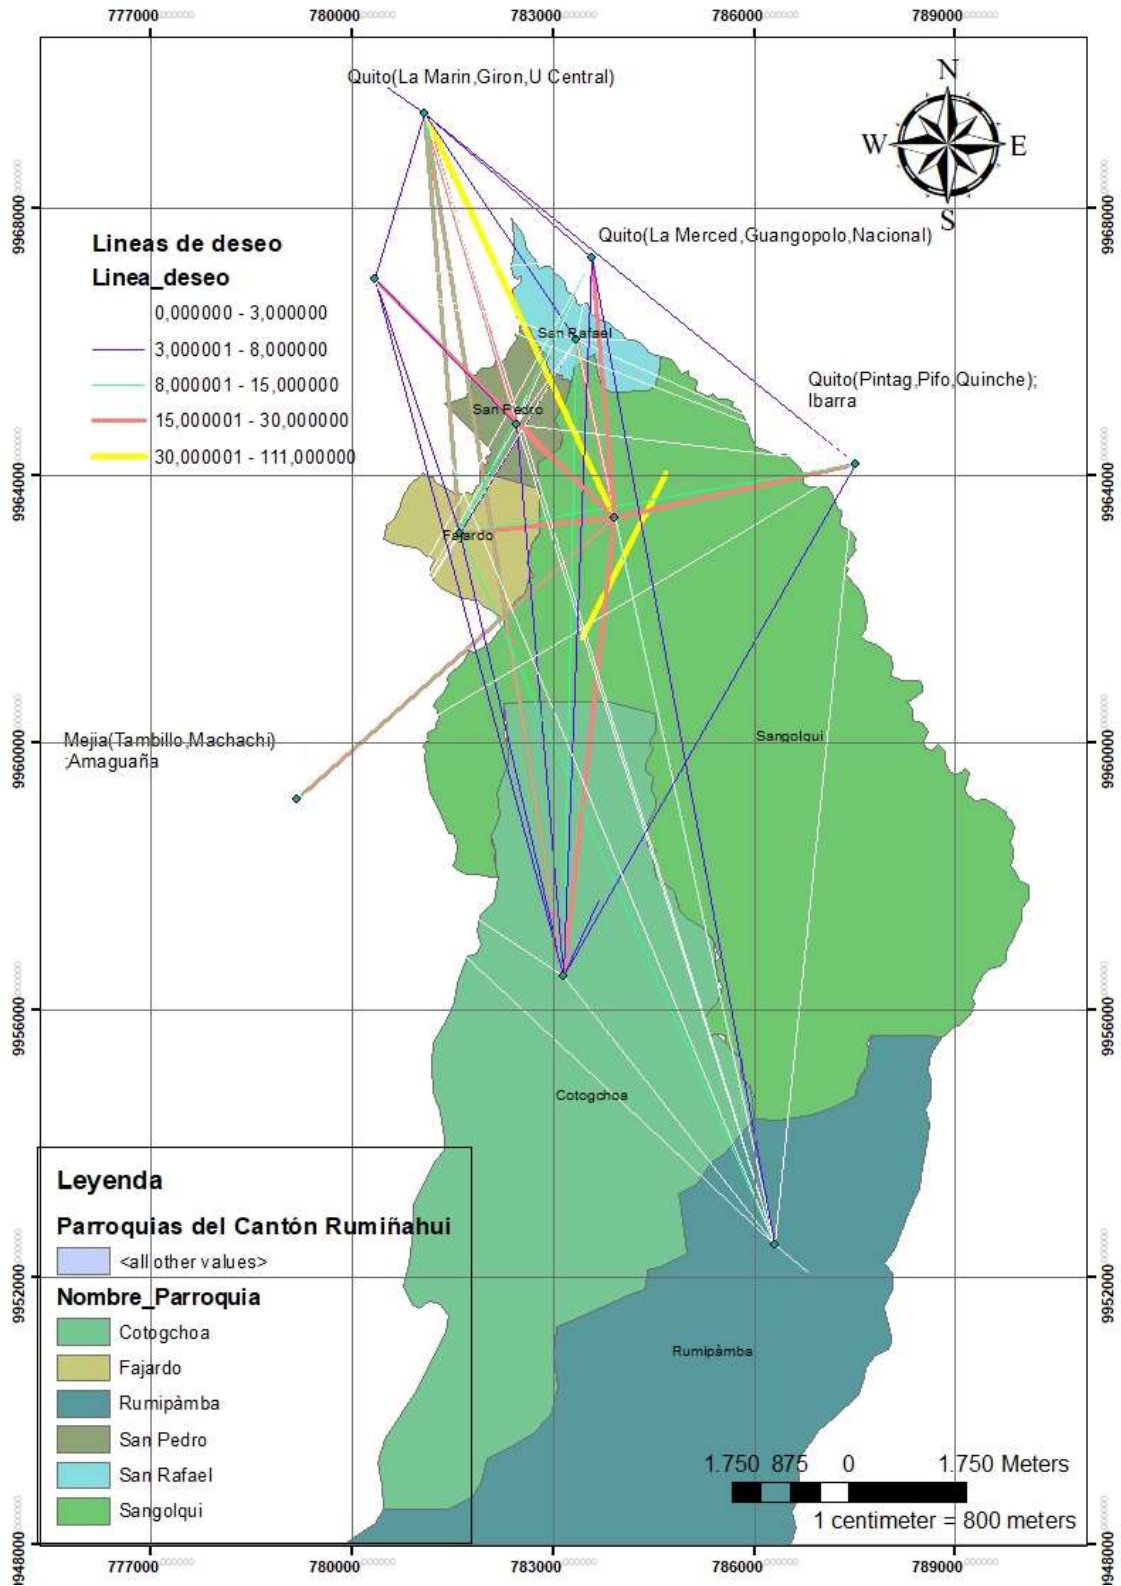 777000 780000 783000 786000 789000
Quito(La Marin,Giron,U Central)
N
W E
S
9968000 9968000
Quito(La Merced,Guangopolo,Nacional)
Lineas de deseo
Linea_deseo
0,000000 - 3,000000
3,000001 - 8,000000
8,000001 - 15,000000
15,000001 - 30,000000
30,000001 - 111,000000
San Rafael
Quito(Pintag,Pifo,Quinche);
Ibarra
San Pedro
9964000 9964000
Fajardo
Mejia(Tambillo,Machachi)
;Amaguaña
Sangolqui
9960000 9960000
9956000 9956000
Cotogchoa
Leyenda
Parroquias del Cantón Rumiñahui
<all other values>
Nombre_Parroquia
Cotogchoa
Fajardo
Rumipàmba
San Pedro
San Rafael
Sangolqui
9952000 9952000
Rumipàmba
1.750 875 0 1.750 Meters
1 centimeter = 800 meters
9948000 9948000
777000 780000 783000 786000 789000